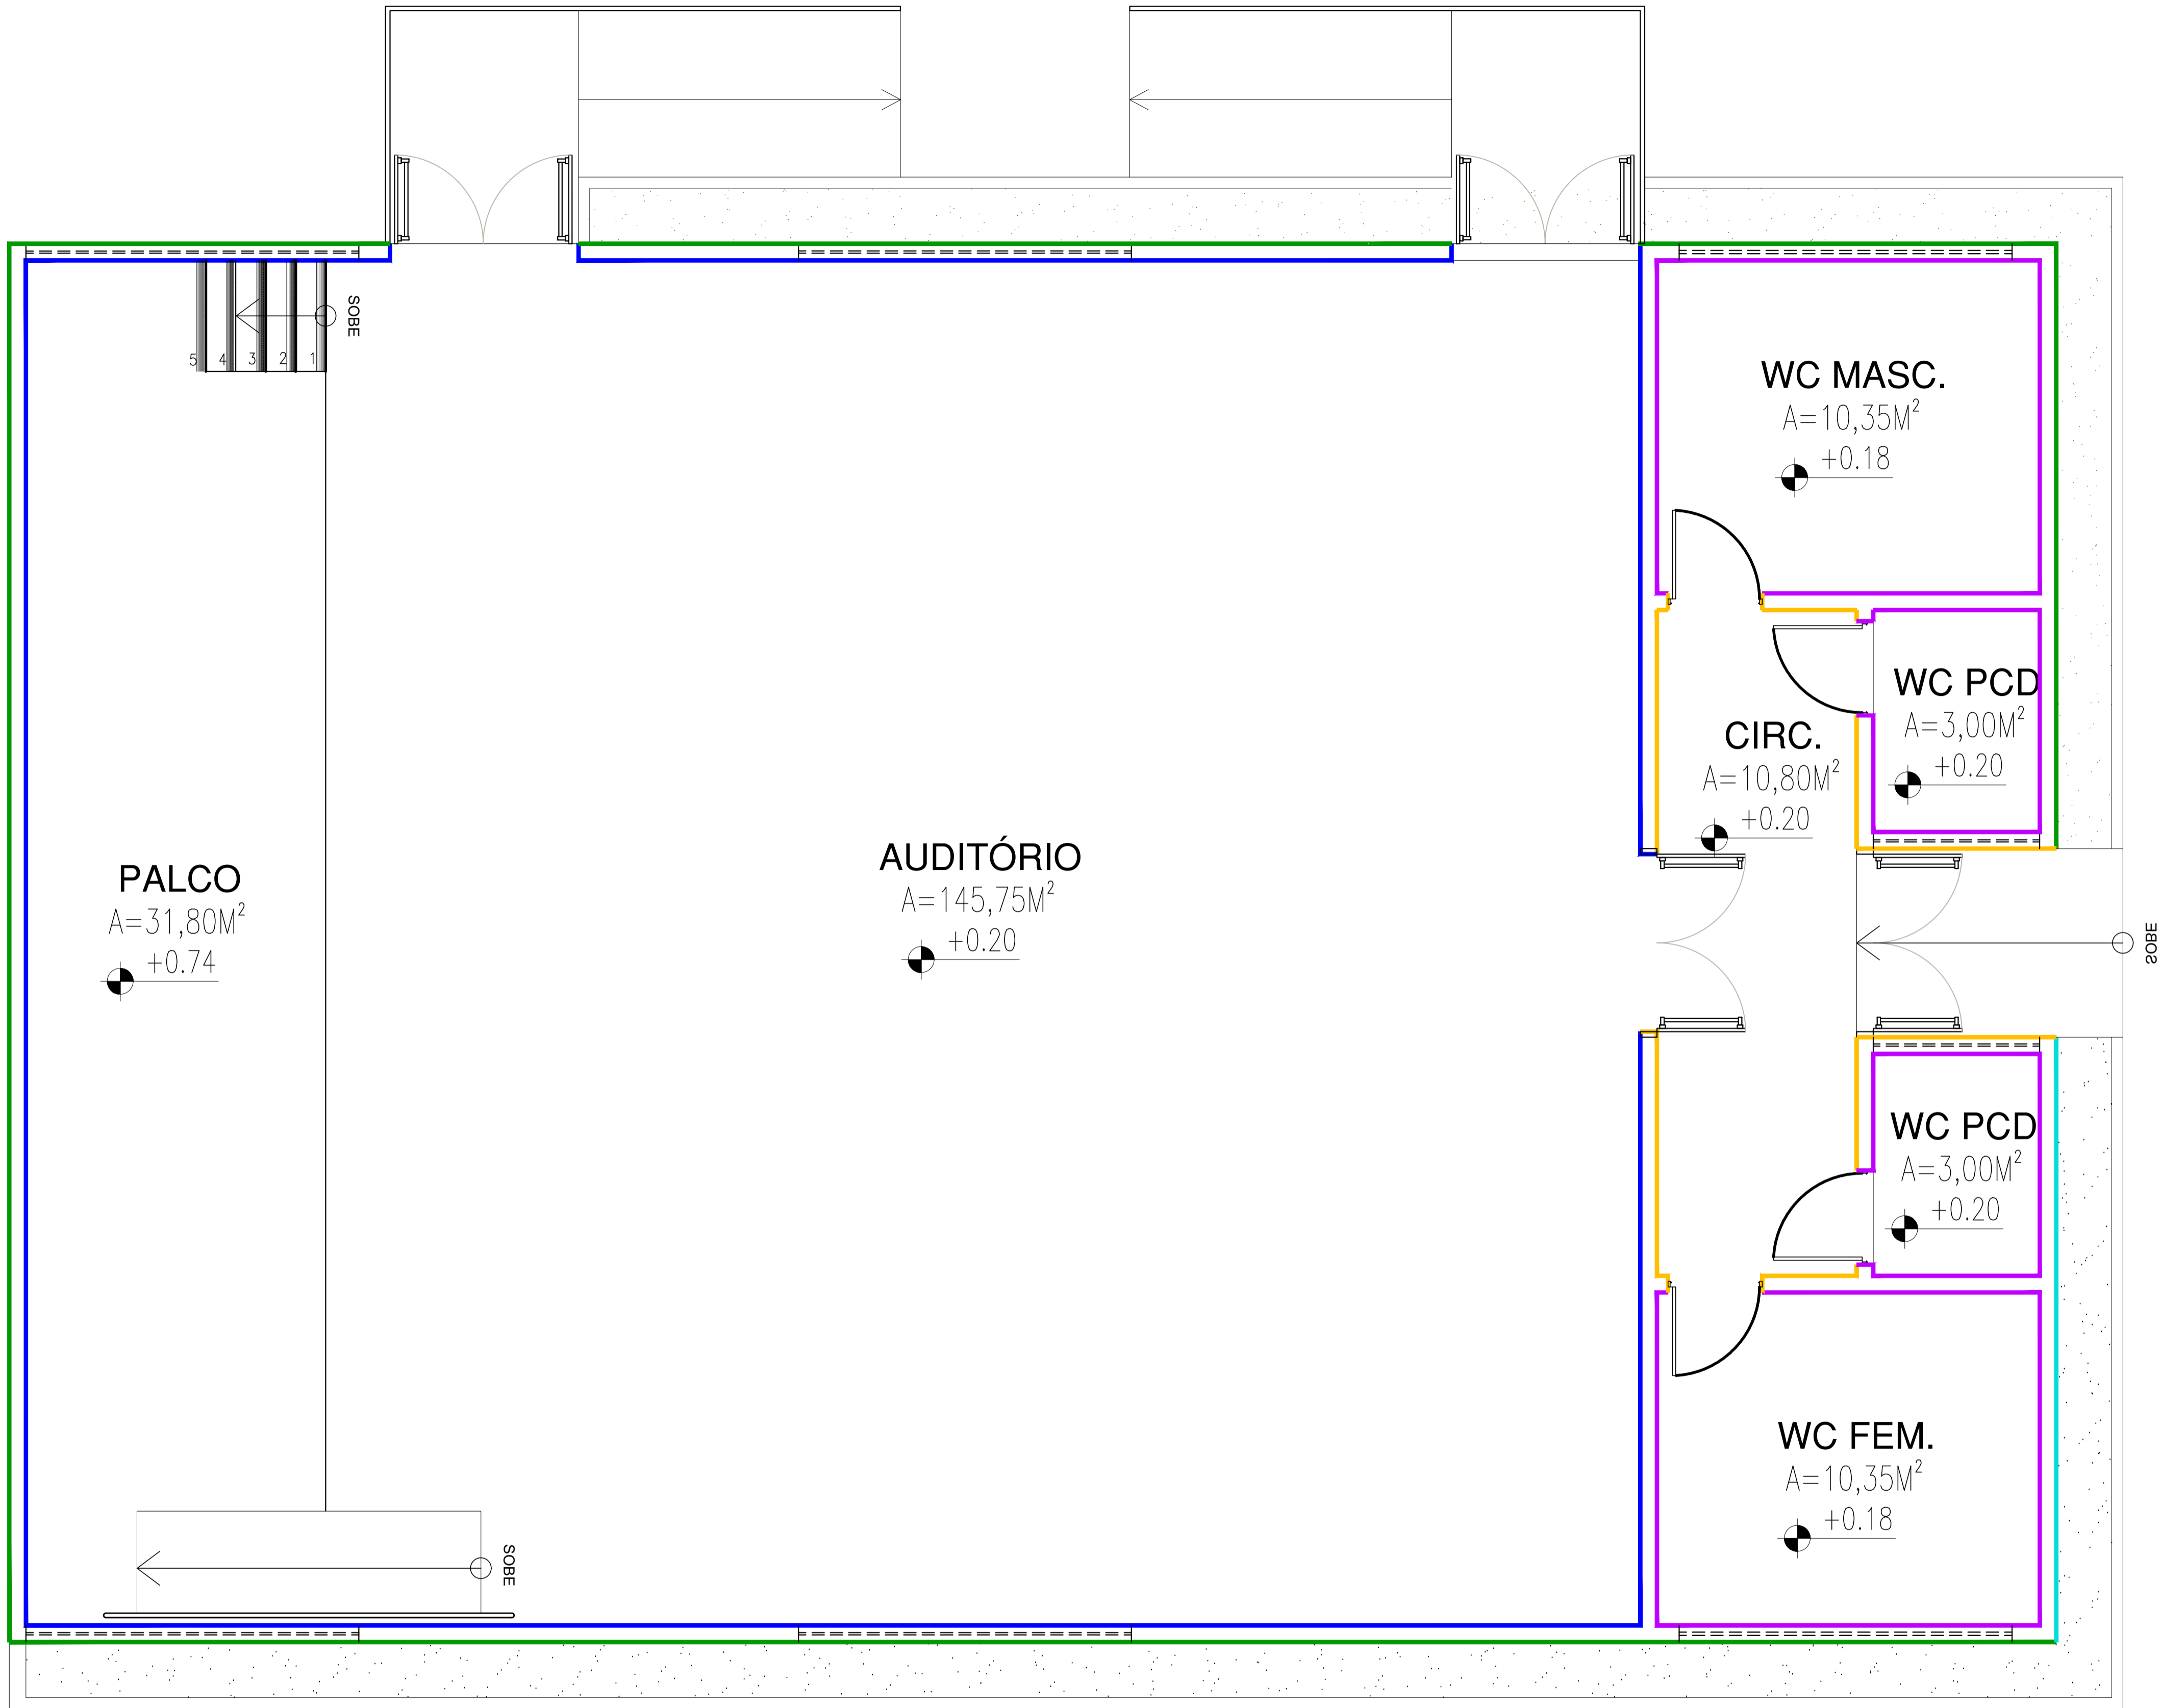 SOBE
5 4 3 2 1
WC MASC.
A=10,35M²
+0.18
WC PCD
A=3,00M²
+0.20
CIRC.
A=10,80M²
+0.20
AUDITÓRIO
A=145,75M²
+0.20
PALCO
A=31,80M²
+0.74
SOBE
WC PCD
A=3,00M²
+0.20
WC FEM.
A=10,35M²
+0.18
SOBE